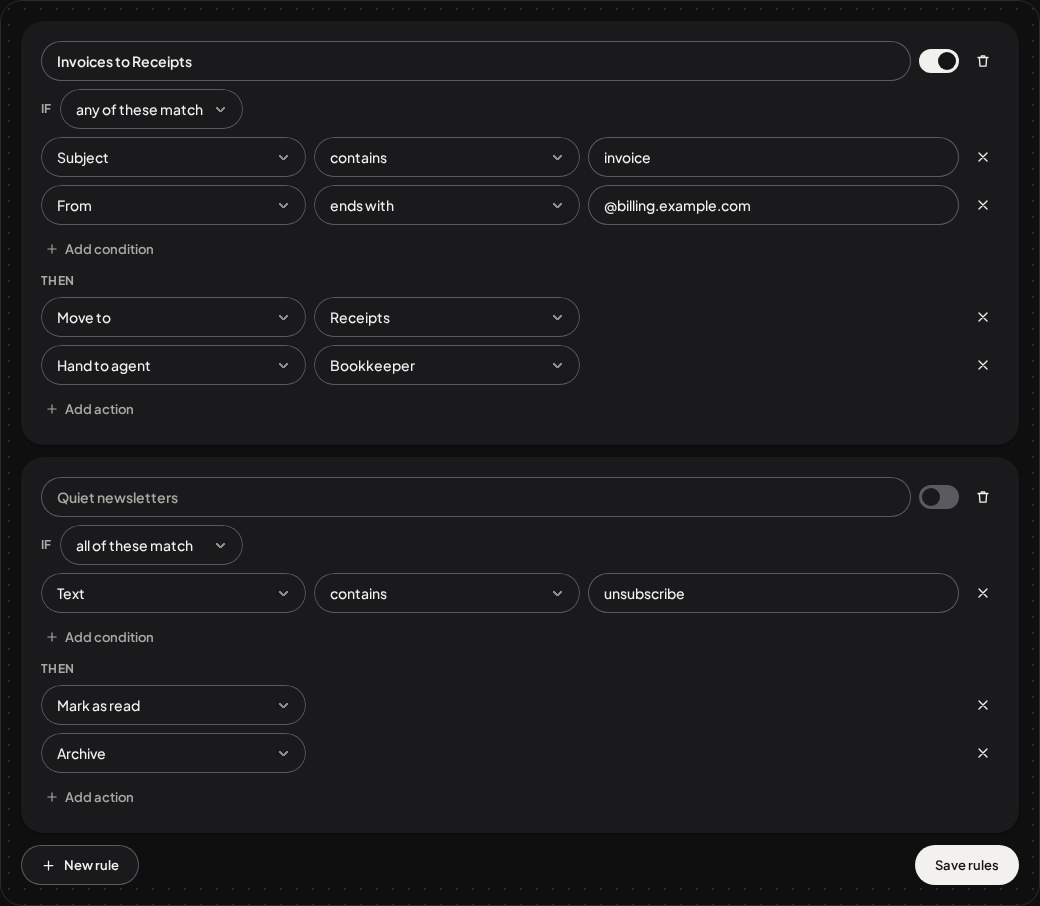 Invoices to Receipts
IF any of these match
Subject contains invoice
From ends with @billing.example.com
+ Add condition
THEN
Move to Receipts
Hand to agent Bookkeeper
+ Add action
Quiet newsletters
IF all of these match
Text contains unsubscribe
+ Add condition
THEN
Mark as read
Archive
+ Add action
+ New rule Save rules